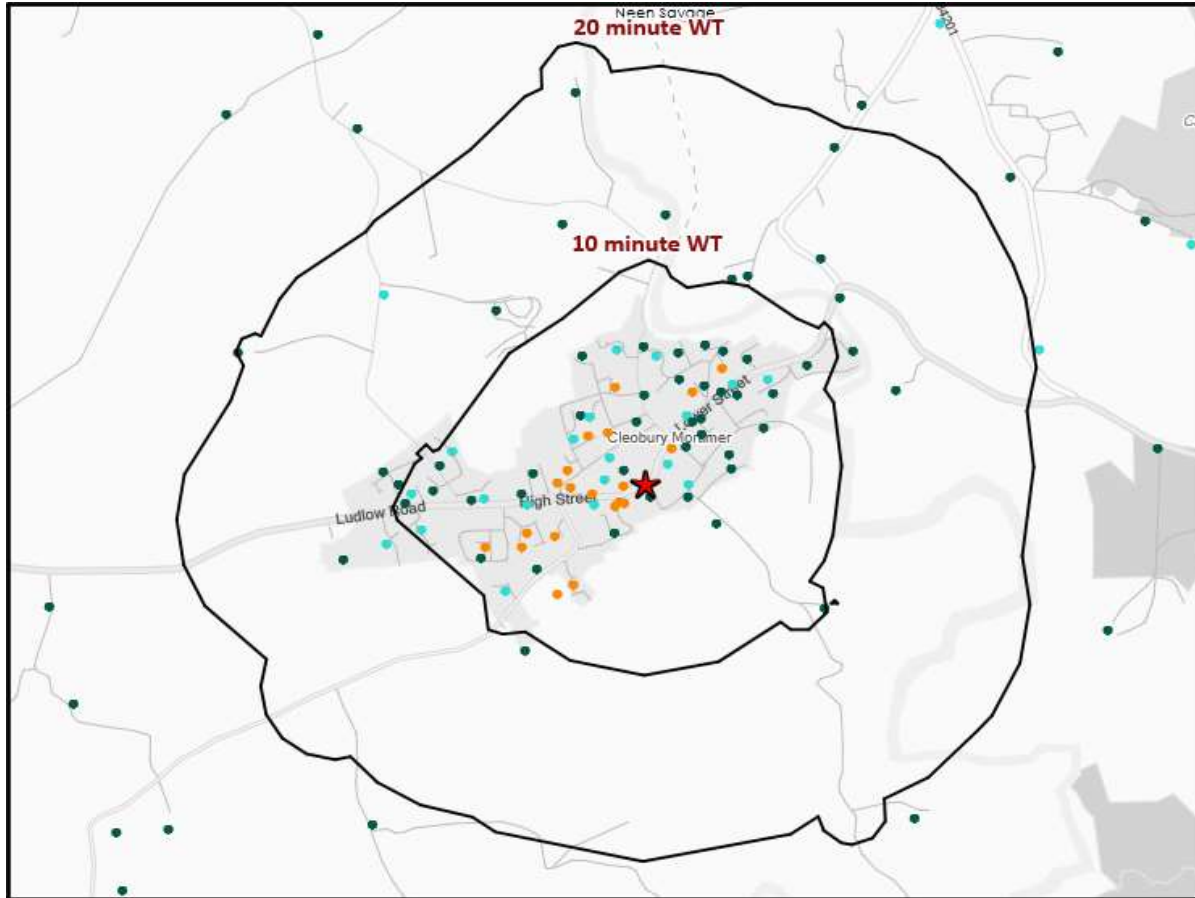 Neen Savage
20 minute WT
10 minute WT
Lower Street
Cleobury Mortimer
High Street
Ludlow Road